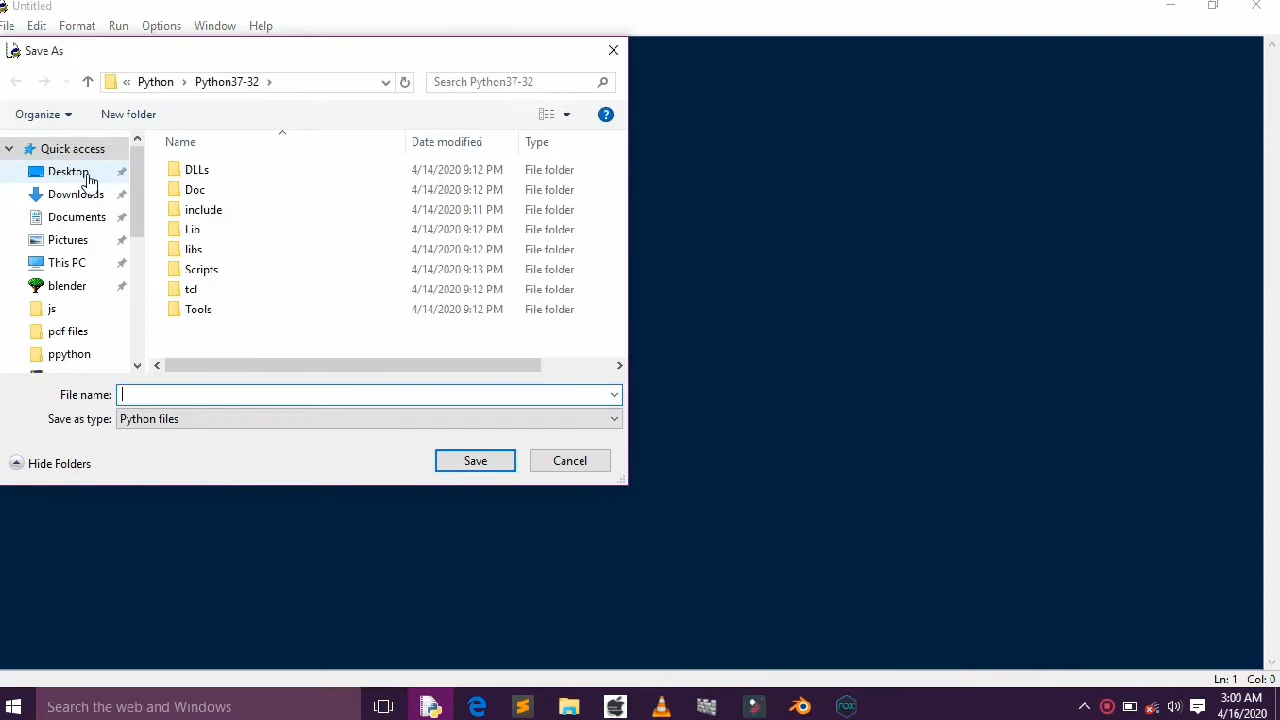 Untitled
File Edit Format Run Options Window Help
Save As
« Python > Python37-32 >
Search Python37-32
Organize
New folder
Quick access
Desktop
Downloads
Documents
Pictures
This PC
blender
js
pdf files
ppython
Name Date modified Type
DLLs 4/14/2020 9:12 PM File folder
Doc 4/14/2020 9:12 PM File folder
include 4/14/2020 9:11 PM File folder
Lib 4/14/2020 9:12 PM File folder
libs 4/14/2020 9:12 PM File folder
Scripts 4/14/2020 9:13 PM File folder
tcl 4/14/2020 9:12 PM File folder
Tools 4/14/2020 9:12 PM File folder
File name:
Save as type: Python files
Hide Folders
Save
Cancel
Ln: 1 Col: 0
Search the web and Windows
nox
3:00 AM
4/16/2020